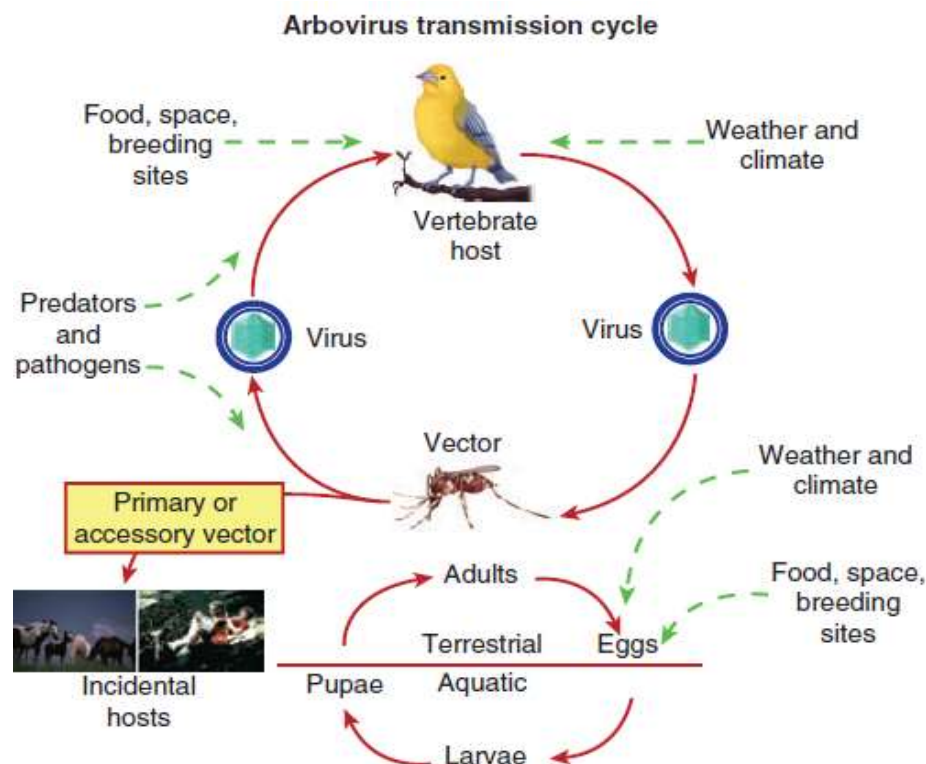 Arbovirus transmission cycle
Food, space,
breeding
sites
Weather and
climate
Vertebrate
host
Predators
and
pathogens
Virus
Virus
Vector
Weather and
climate
Primary or
accessory vector
Adults
Food, space,
breeding
sites
Terrestrial
Eggs
Incidental
hosts
Pupae
Aquatic
Larvae